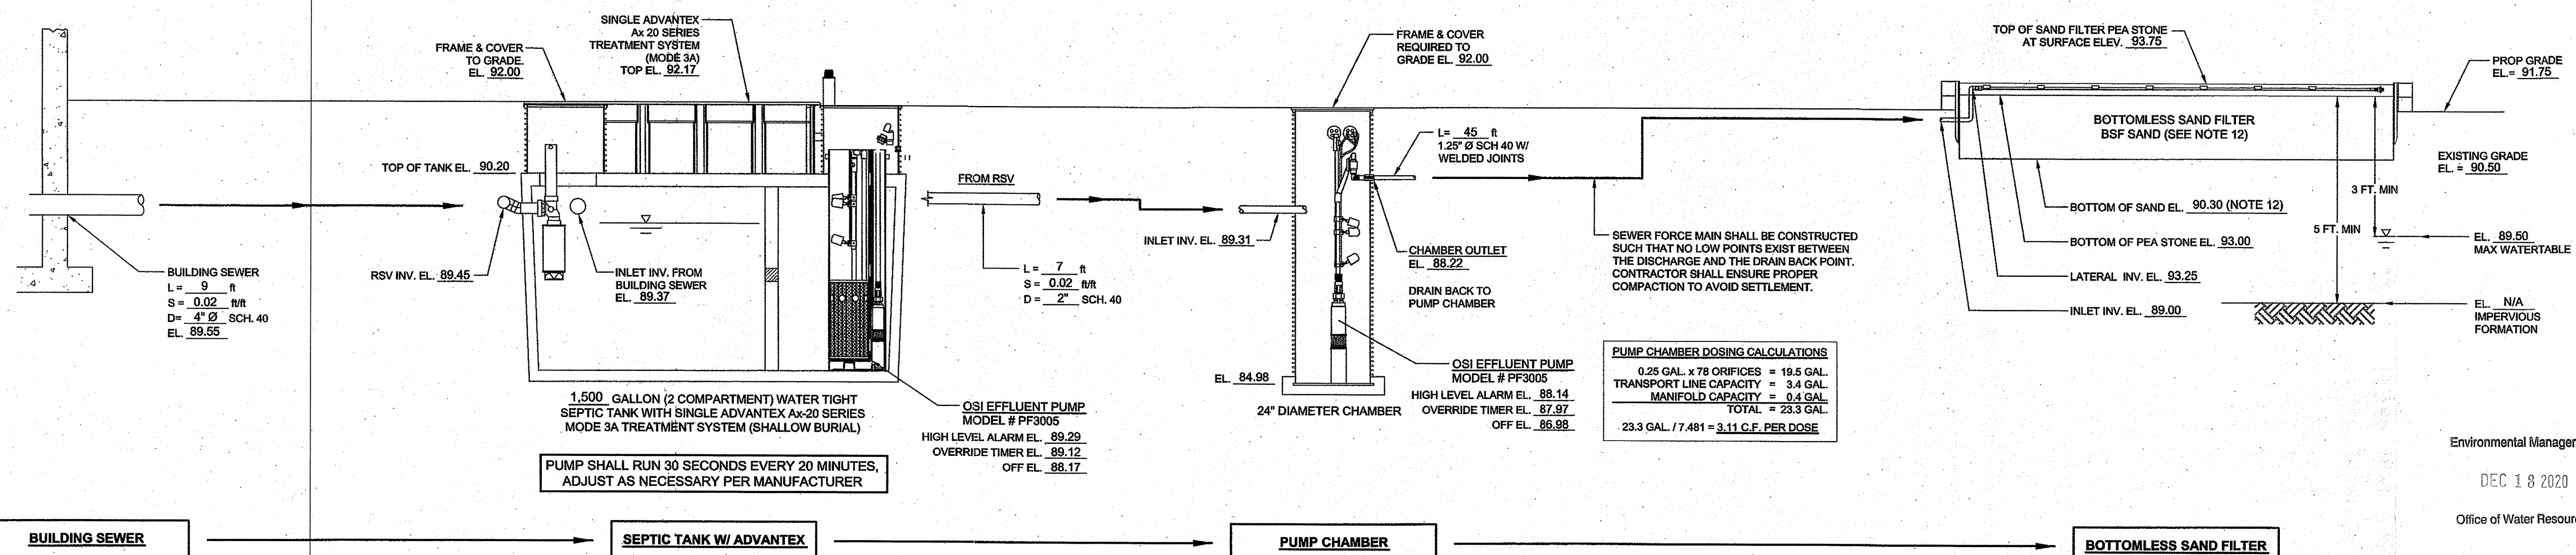 FRAME & COVER
TO GRADE.
EL. 92.00
SINGLE ADVANTEX
Ax 20 SERIES
TREATMENT SYSTEM
(MODE 3A)
TOP EL. 92.17
TOP OF TANK EL. 90.20
BUILDING SEWER
L = 9 ft
S = 0.02 ft/ft
D= 4" Ø SCH. 40
EL. 89.55
RSV INV. EL. 89.45
INLET INV. FROM
BUILDING SEWER
EL. 89.37
1,500 GALLON (2 COMPARTMENT) WATER TIGHT
SEPTIC TANK WITH SINGLE ADVANTEX Ax-20 SERIES
MODE 3A TREATMENT SYSTEM (SHALLOW BURIAL)
PUMP SHALL RUN 30 SECONDS EVERY 20 MINUTES,
ADJUST AS NECESSARY PER MANUFACTURER
OSI EFFLUENT PUMP
MODEL # PF3005
HIGH LEVEL ALARM EL. 89.29
OVERRIDE TIMER EL. 89.12
OFF EL. 88.17
FROM RSV
L = 7 ft
S = 0.02 ft/ft
D = 2" SCH. 40
INLET INV. EL. 89.31
FRAME & COVER
REQUIRED TO
GRADE EL. 92.00
L= 45 ft
1.25" Ø SCH 40 W/
WELDED JOINTS
CHAMBER OUTLET
EL. 88.22
DRAIN BACK TO
PUMP CHAMBER
EL. 84.98
24" DIAMETER CHAMBER
OSI EFFLUENT PUMP
MODEL # PF3005
HIGH LEVEL ALARM EL. 88.14
OVERRIDE TIMER EL. 87.97
OFF EL. 86.98
SEWER FORCE MAIN SHALL BE CONSTRUCTED
SUCH THAT NO LOW POINTS EXIST BETWEEN
THE DISCHARGE AND THE DRAIN BACK POINT.
CONTRACTOR SHALL ENSURE PROPER
COMPACTION TO AVOID SETTLEMENT.
PUMP CHAMBER DOSING CALCULATIONS
0.25 GAL. x 78 ORIFICES = 19.5 GAL.
TRANSPORT LINE CAPACITY = 3.4 GAL.
MANIFOLD CAPACITY = 0.4 GAL.
TOTAL = 23.3 GAL.
23.3 GAL. / 7.481 = 3.11 C.F. PER DOSE
TOP OF SAND FILTER PEA STONE
AT SURFACE ELEV. 93.75
PROP GRADE
EL.= 91.75
BOTTOMLESS SAND FILTER
BSF SAND (SEE NOTE 12)
EXISTING GRADE
EL. = 90.50
3 FT. MIN
5 FT. MIN
BOTTOM OF SAND EL. 90.30 (NOTE 12)
BOTTOM OF PEA STONE EL. 93.00
LATERAL INV. EL. 93.25
INLET INV. EL. 89.00
EL. 89.50
MAX WATERTABLE
EL. N/A
IMPERVIOUS
FORMATION
Environmental Manager
DEC 18 2020
Office of Water Resour
BUILDING SEWER
SEPTIC TANK W/ ADVANTEX
PUMP CHAMBER
BOTTOMLESS SAND FILTER